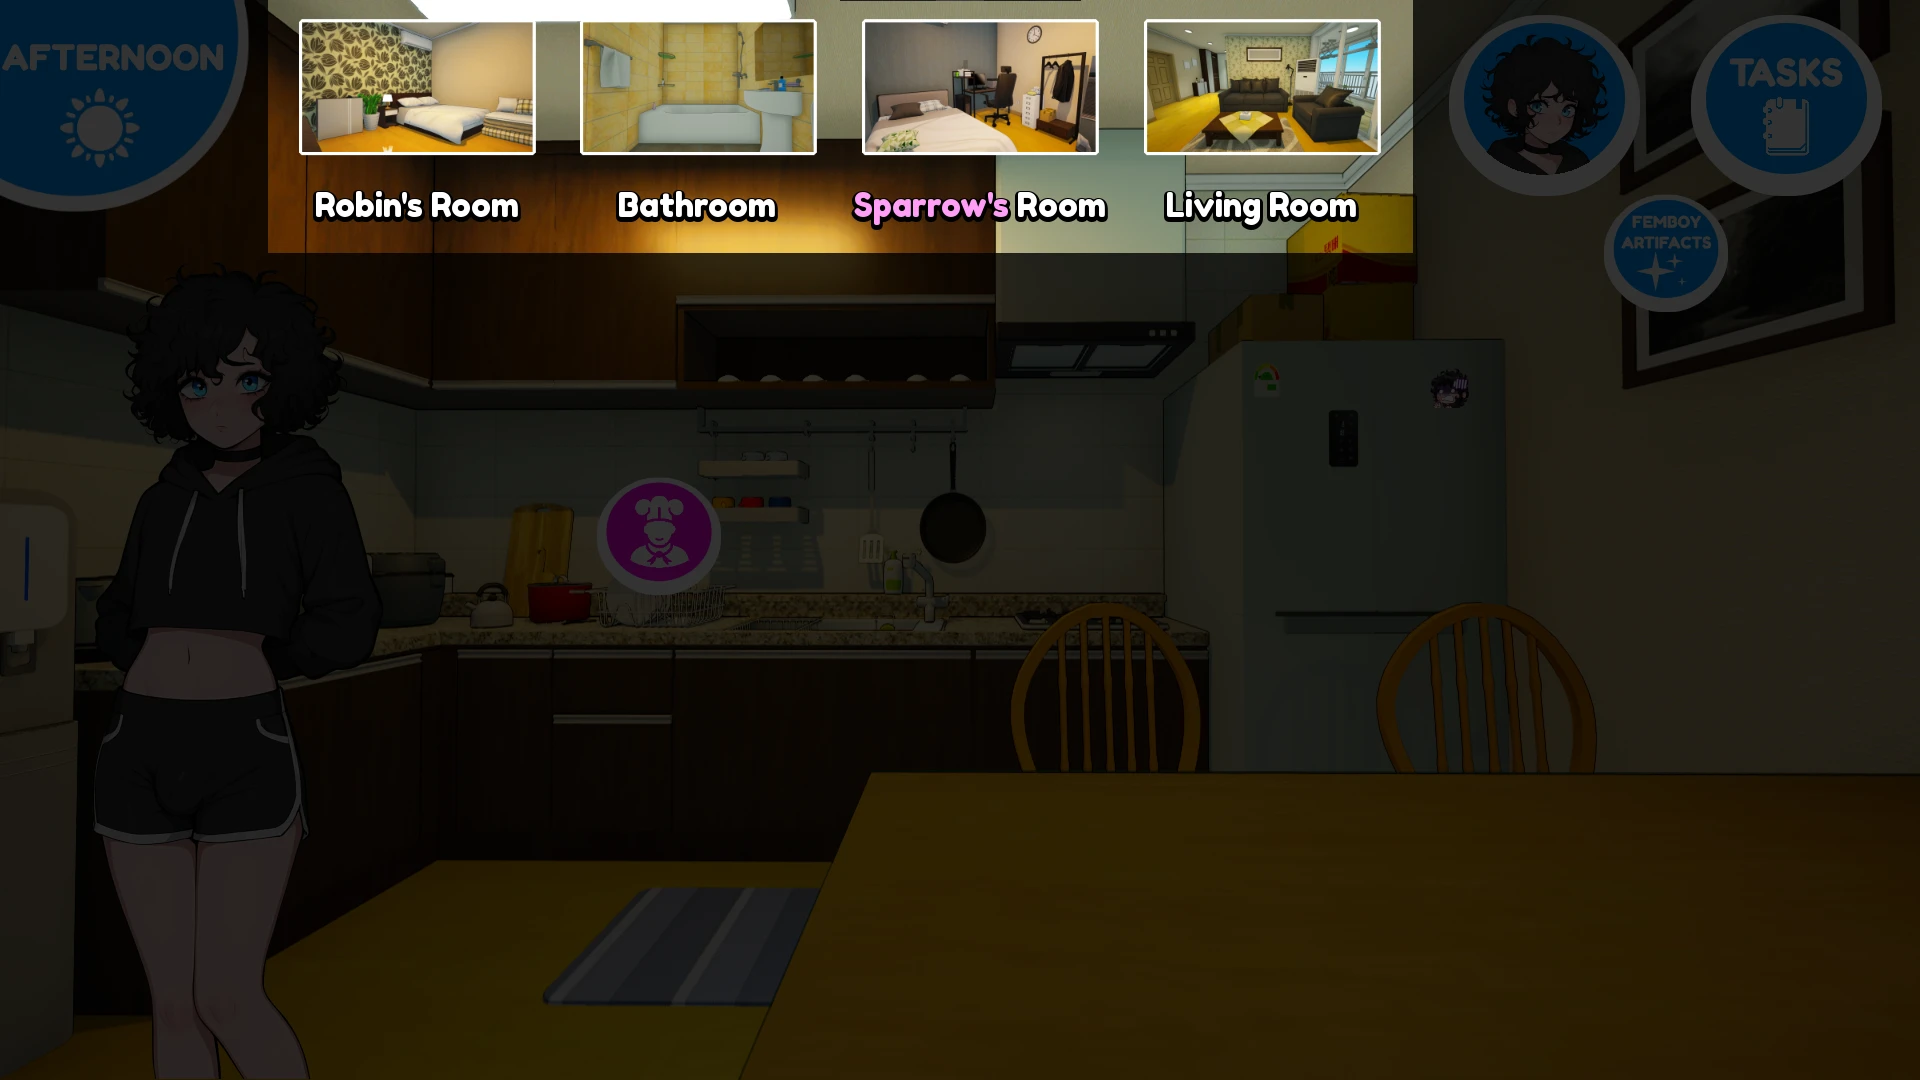 AFTERNOON
Robin's Room
Bathroom
Sparrow's Room
Living Room
TASKS
FEMBOY
ARTIFACTS